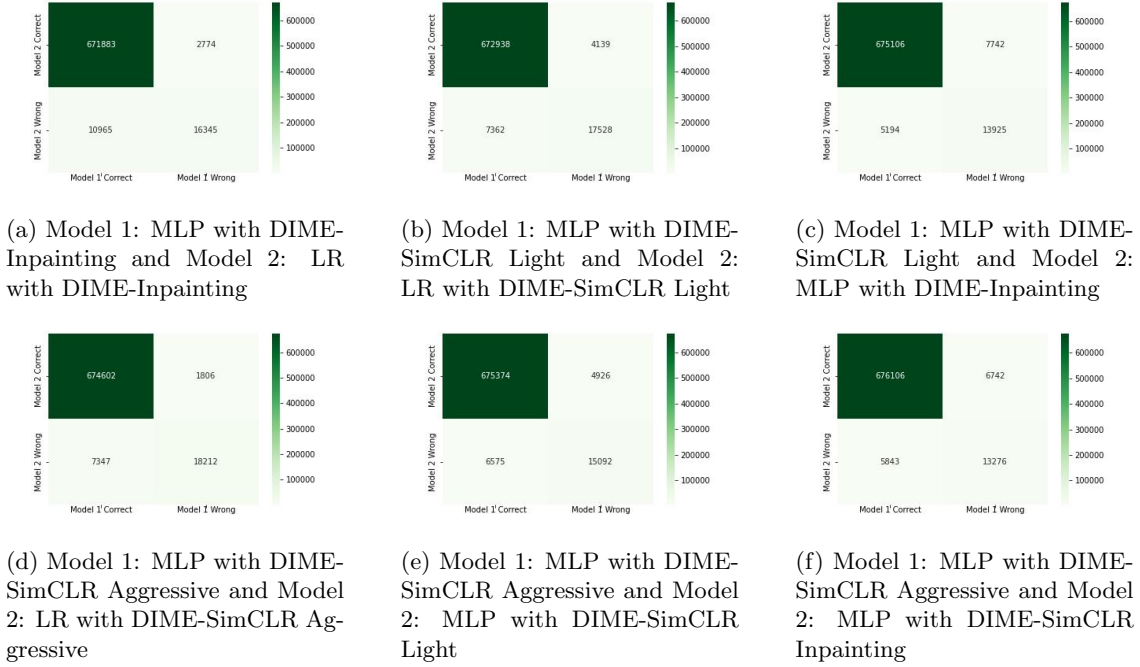 Model 2 Correct
Model 2 Wrong
671883
2774
10965
16345
Model 1 Correct
Model 1 Wrong
600000
500000
400000
300000
200000
100000
Model 2 Correct
Model 2 Wrong
672938
4139
7362
17528
Model 1 Correct
Model 1 Wrong
600000
500000
400000
300000
200000
100000
Model 2 Correct
Model 2 Wrong
675106
7742
5194
13925
Model 1 Correct
Model 1 Wrong
600000
500000
400000
300000
200000
100000
(a) Model 1: MLP with DIME-
Inpainting and Model 2: LR
with DIME-Inpainting
(b) Model 1: MLP with DIME-
SimCLR Light and Model 2:
LR with DIME-SimCLR Light
(c) Model 1: MLP with DIME-
SimCLR Light and Model 2:
MLP with DIME-Inpainting
Model 2 Correct
Model 2 Wrong
674602
1806
7347
18212
Model 1 Correct
Model 1 Wrong
600000
500000
400000
300000
200000
100000
Model 2 Correct
Model 2 Wrong
675374
4926
6575
15092
Model 1 Correct
Model 1 Wrong
600000
500000
400000
300000
200000
100000
Model 2 Correct
Model 2 Wrong
676106
6742
5843
13276
Model 1 Correct
Model 1 Wrong
600000
500000
400000
300000
200000
100000
(d) Model 1: MLP with DIME-
SimCLR Aggressive and Model
2: LR with DIME-SimCLR Ag-
gressive
(e) Model 1: MLP with DIME-
SimCLR Aggressive and Model
2: MLP with DIME-SimCLR
Light
(f) Model 1: MLP with DIME-
SimCLR Aggressive and Model
2: MLP with DIME-SimCLR
Inpainting